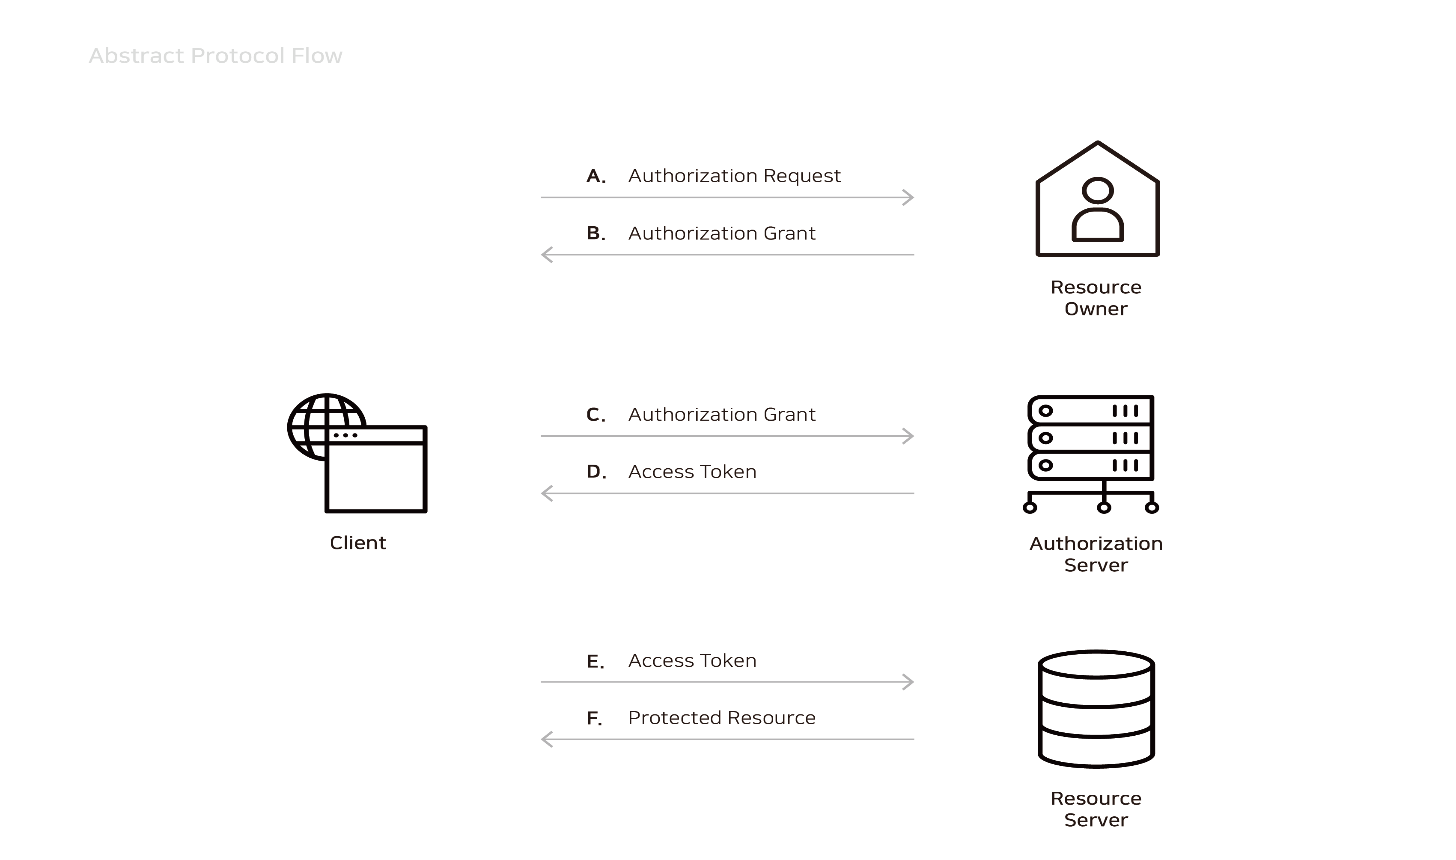 Abstract Protocol Flow
A. Authorization Request
B. Authorization Grant
Resource
Owner
C. Authorization Grant
D. Access Token
Client
Authorization
Server
E. Access Token
F. Protected Resource
Resource
Server